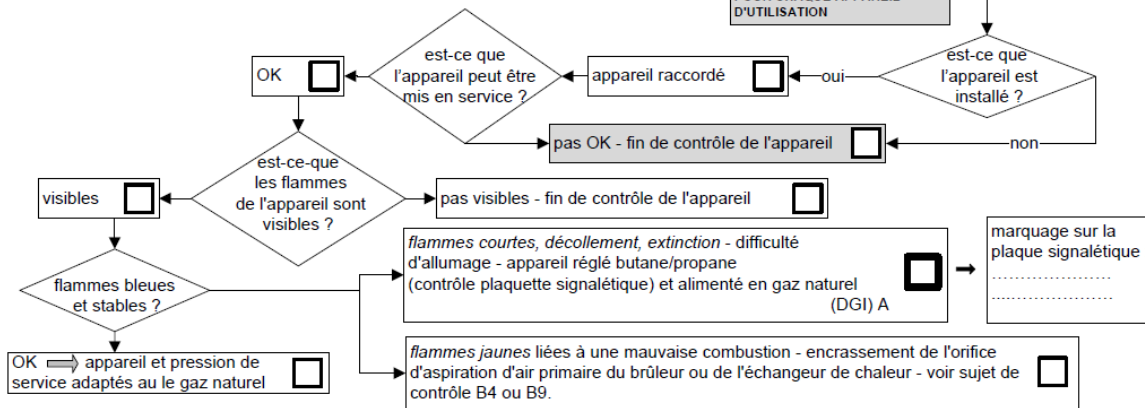 D'UTILISATION
est-ce que
l'appareil est
installé ?
oui
non
appareil raccordé
est-ce que
l'appareil peut être
mis en service ?
OK
pas OK - fin de contrôle de l'appareil
est-ce-que
les flammes
de l'appareil sont
visibles ?
visibles
pas visibles - fin de contrôle de l'appareil
flammes bleues
et stables ?
flammes courtes, décollement, extinction - difficulté
d'allumage - appareil réglé butane/propane
(contrôle plaquette signalétique) et alimenté en gaz naturel
(DGI) A
marquage sur la
plaque signalétique
.....................
.....................
OK ⇒ appareil et pression de
service adaptés au le gaz naturel
flammes jaunes liées à une mauvaise combustion - encrassement de l'orifice
d'aspiration d'air primaire du brûleur ou de l'échangeur de chaleur - voir sujet de
contrôle B4 ou B9.